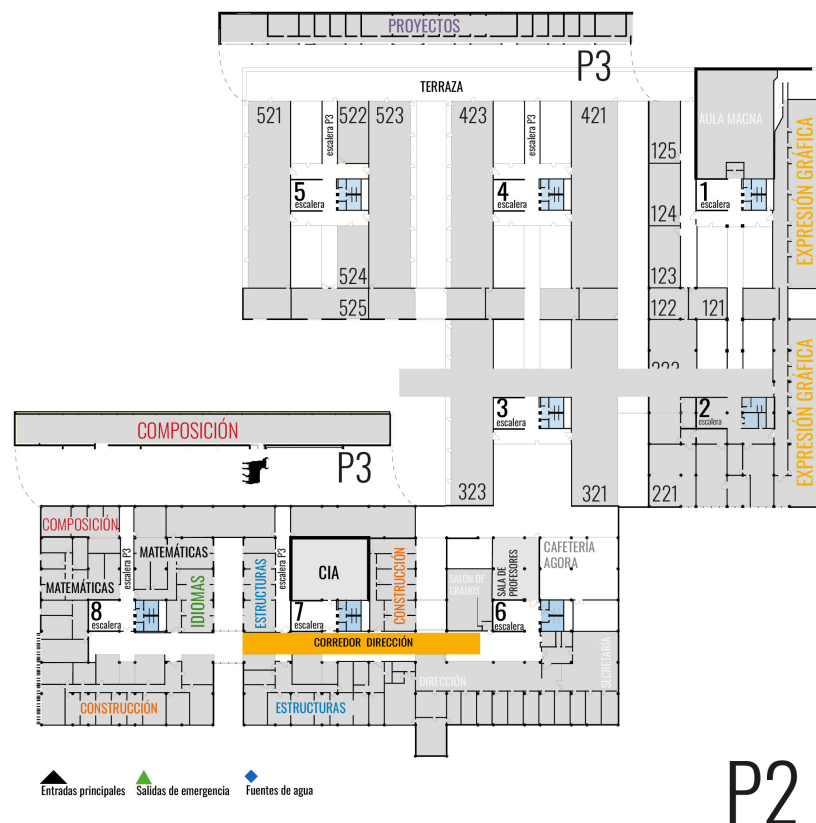 PROYECTOS
P3
TERRAZA
521
escalera P3
522
523
423
escalera P3
421
AULA MAGNA
125
EXPRESIÓN GRÁFICA
5
escalera
4
escalera
1
escalera
124
524
123
525
122
121
3
escalera
2
escalera
EXPRESIÓN GRÁFICA
COMPOSICIÓN
P3
323
321
221
COMPOSICIÓN
escalera P3
MATEMÁTICAS
ESTRUCTURAS
escalera P3
CIA
CONSTRUCCIÓN
SALÓN DE
GRADOS
SALA DE
PROFESORES
CAFETERÍA
AGORA
MATEMÁTICAS
IDIOMAS
8
escalera
7
escalera
6
escalera
CORREDOR DIRECCIÓN
DIRECCIÓN
SECRETARÍA
CONSTRUCCIÓN
ESTRUCTURAS
Entradas principales
Salidas de emergencia
Fuentes de agua
P2